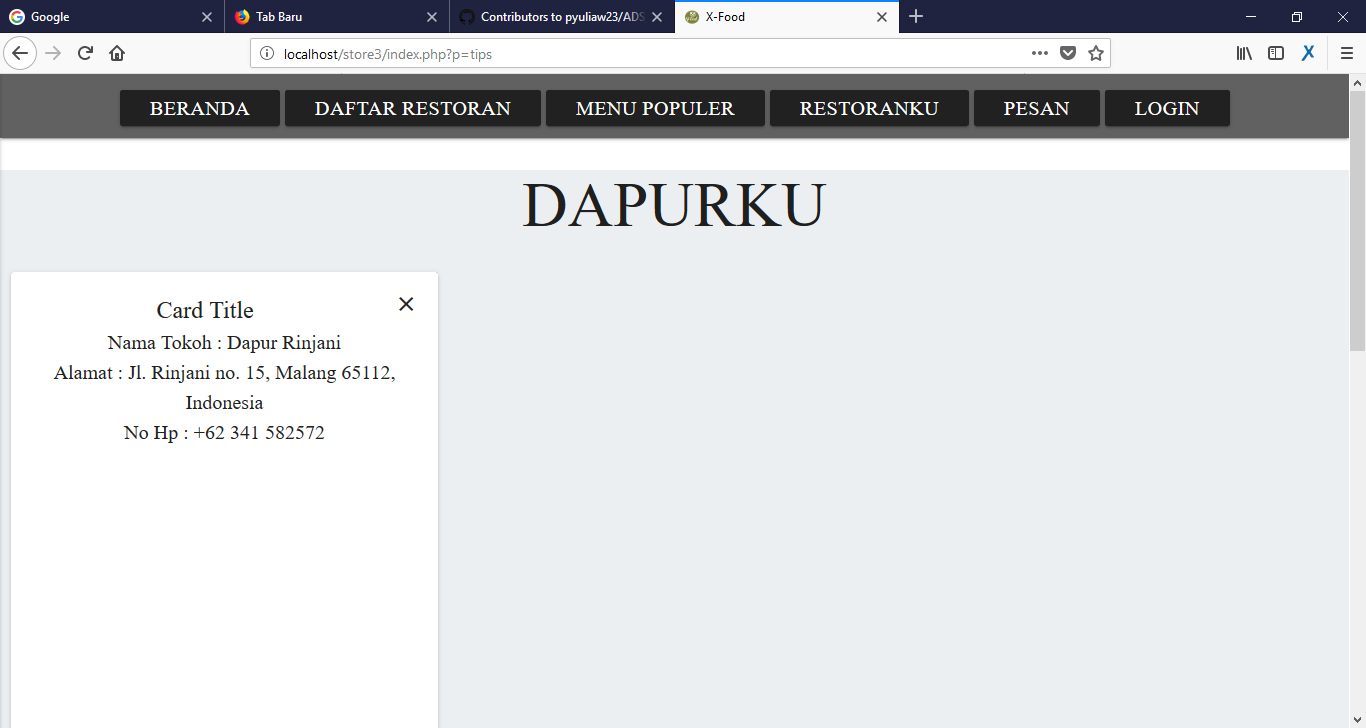 Google
Tab Baru
Contributors to pyuliaw23/ADS
X-Food
localhost/store3/index.php?p=tips
BERANDA
DAFTAR RESTORAN
MENU POPULER
RESTORANKU
PESAN
LOGIN
DAPURKU
Card Title
Nama Tokoh : Dapur Rinjani
Alamat : Jl. Rinjani no. 15, Malang 65112,
Indonesia
No Hp : +62 341 582572